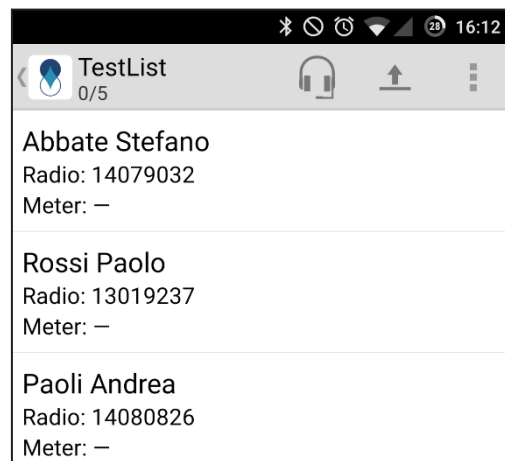 28 16:12
TestList
0/5
Abbate Stefano
Radio: 14079032
Meter: —
Rossi Paolo
Radio: 13019237
Meter: —
Paoli Andrea
Radio: 14080826
Meter: —